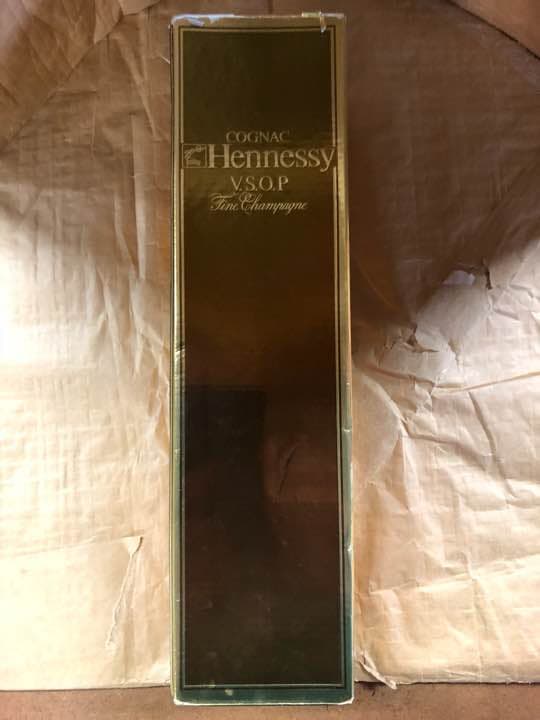 COGNAC
Hennessy
V.S.O.P
Fine Champagne